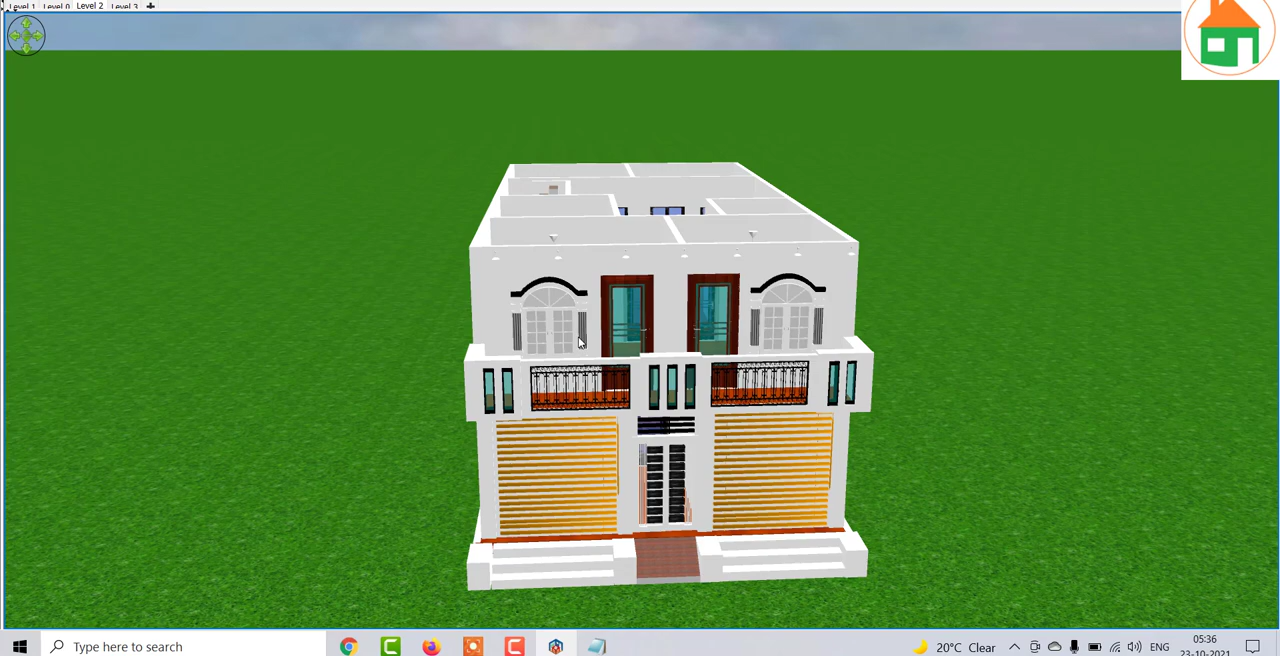 Level 1 Level 0 Level 2 Level 3
Type here to search
20°C Clear
ENG
05:36
23-10-2021